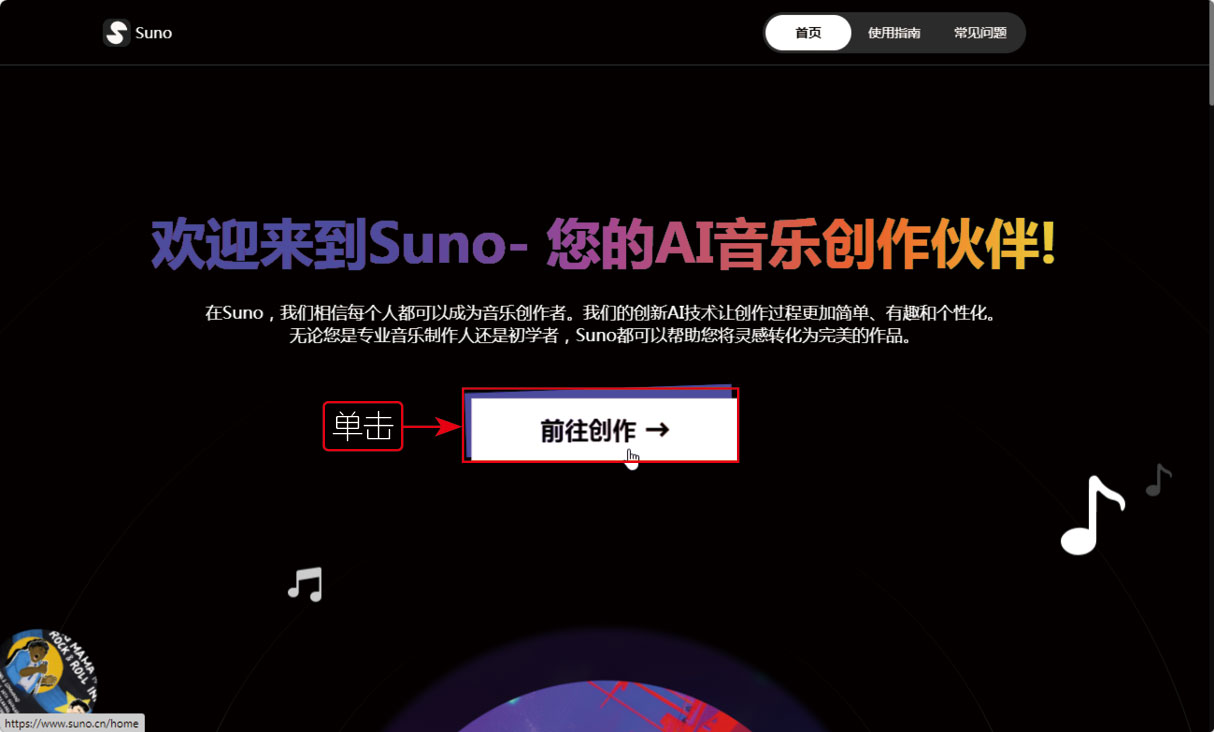 Suno
首页 使用指南 常见问题
欢迎来到Suno- 您的AI音乐创作伙伴!
在Suno，我们相信每个人都可以成为音乐创作者。我们的创新AI技术让创作过程更加简单、有趣和个性化。
无论您是专业音乐制作人还是初学者，Suno都可以帮助您将灵感转化为完美的作品。
单击
前往创作 →
MAMA
ROCK & ROLL
https://www.suno.cn/home